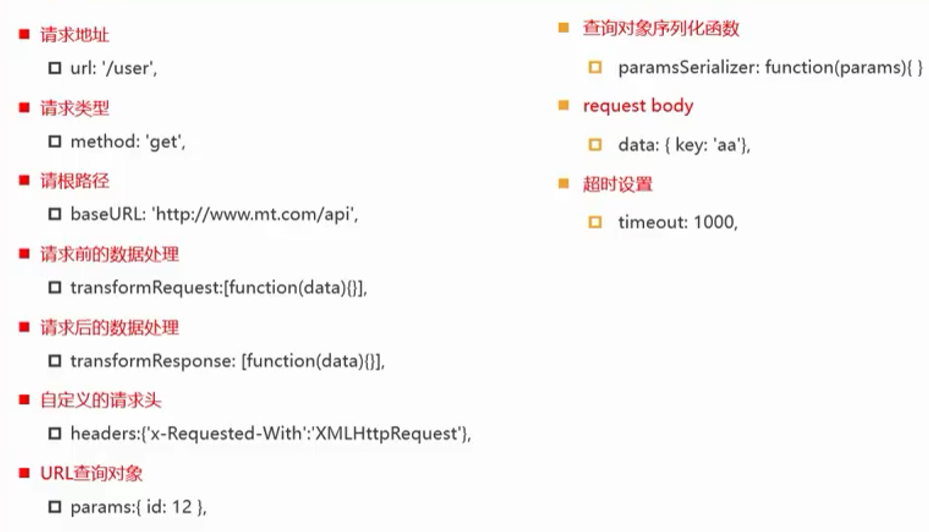 请求地址
url: '/user',
请求类型
method: 'get',
请根路径
baseURL: 'http://www.mt.com/api',
请求前的数据处理
transformRequest:[function(data){}],
请求后的数据处理
transformResponse: [function(data){}],
自定义的请求头
headers:{'x-Requested-With':'XMLHttpRequest'},
URL查询对象
params:{ id: 12 },
查询对象序列化函数
paramsSerializer: function(params){ }
request body
data: { key: 'aa'},
超时设置
timeout: 1000,